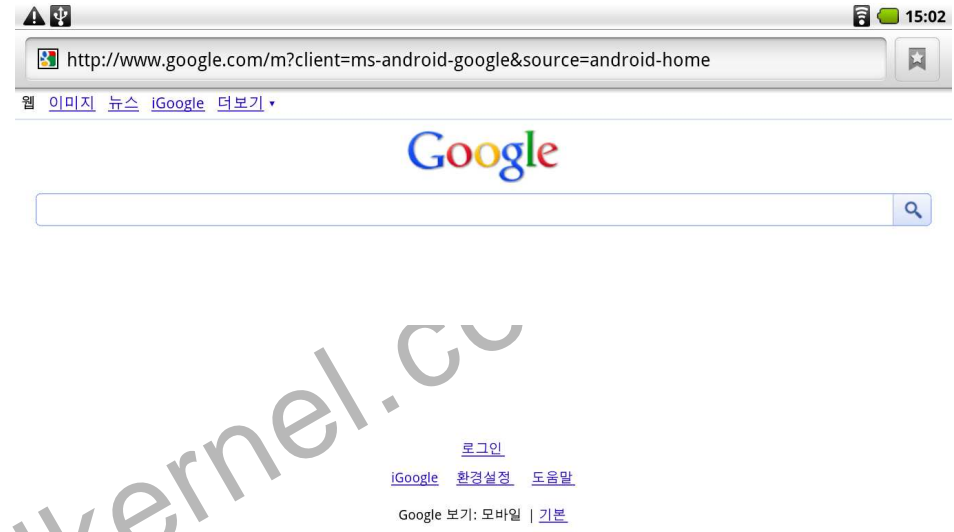 15:02
http://www.google.com/m?client=ms-android-google&source=android-home
웹 이미지 뉴스 iGoogle 더보기 ▾
Google
로그인
iGoogle 환경설정 도움말
Google 보기: 모바일 | 기본